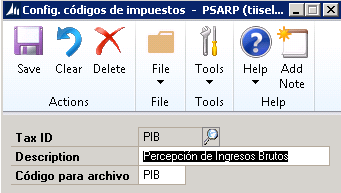 Config. códigos de impuestos - PSARP (tiisel...
Save Clear Delete File Tools Help Add Note
Actions File Tools Help
Tax ID PIB
Description Percepción de Ingresos Brutos
Código para archivo PIB